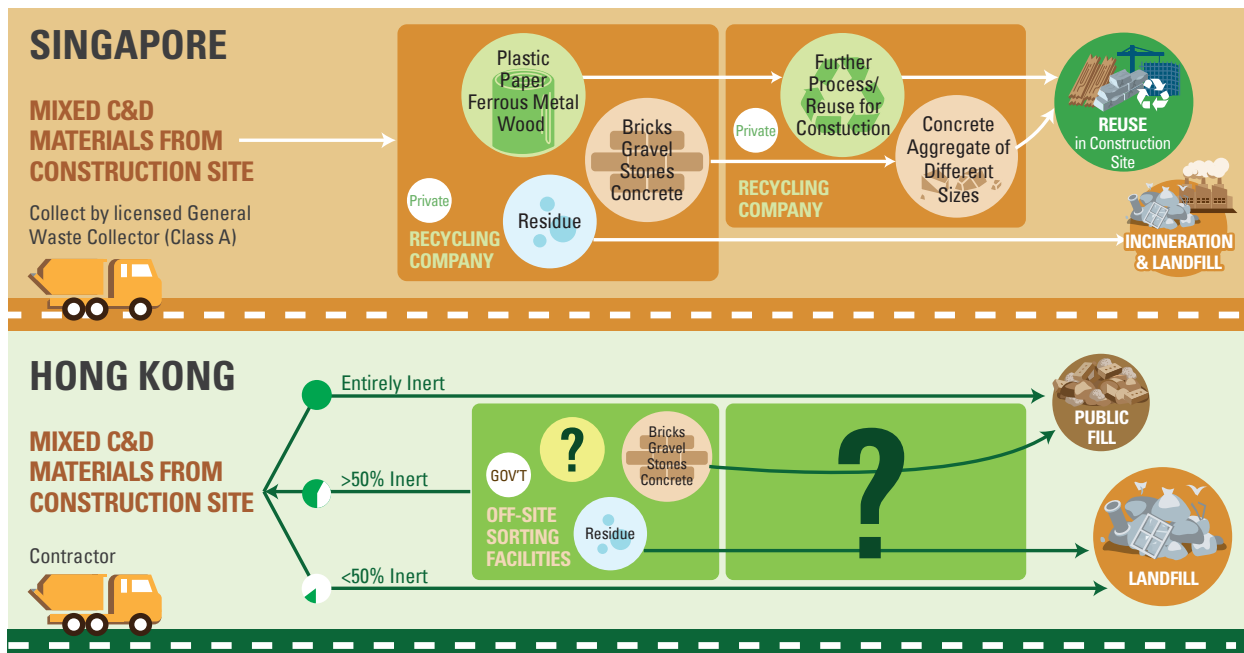 SINGAPORE
MIXED C&D
MATERIALS FROM
CONSTRUCTION SITE
Collect by licensed General
Waste Collector (Class A)
Plastic
Paper
Ferrous Metal
Wood
Bricks
Gravel
Stones
Concrete
Private
Residue
RECYCLING
COMPANY
Further
Process/
Reuse for
Constuction
Private
Concrete
Aggregate of
Different
Sizes
RECYCLING
COMPANY
REUSE
in Construction
Site
INCINERATION
& LANDFILL
HONG KONG
MIXED C&D
MATERIALS FROM
CONSTRUCTION SITE
Contractor
Entirely Inert
>50% Inert
<50% Inert
?
Bricks
Gravel
Stones
Concrete
GOV'T
OFF-SITE
SORTING
FACILITIES
Residue
?
PUBLIC
FILL
LANDFILL